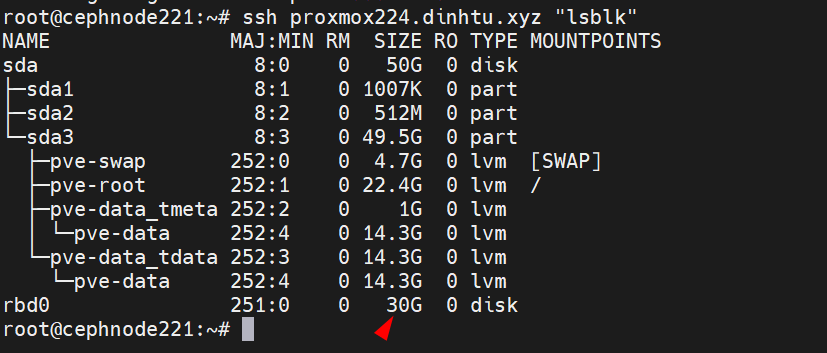 root@cephnode221:~# ssh proxmox224.dinhtu.xyz "lsblk"
NAME               MAJ:MIN RM  SIZE RO TYPE MOUNTPOINTS
sda                  8:0    0   50G  0 disk
├─sda1               8:1    0 1007K  0 part
├─sda2               8:2    0  512M  0 part
└─sda3               8:3    0 49.5G  0 part
  ├─pve-swap       252:0    0  4.7G  0 lvm  [SWAP]
  ├─pve-root       252:1    0 22.4G  0 lvm  /
  ├─pve-data_tmeta 252:2    0    1G  0 lvm
  │ └─pve-data     252:4    0 14.3G  0 lvm
  └─pve-data_tdata 252:3    0 14.3G  0 lvm
    └─pve-data     252:4    0 14.3G  0 lvm
rbd0               251:0    0   30G  0 disk
root@cephnode221:~#